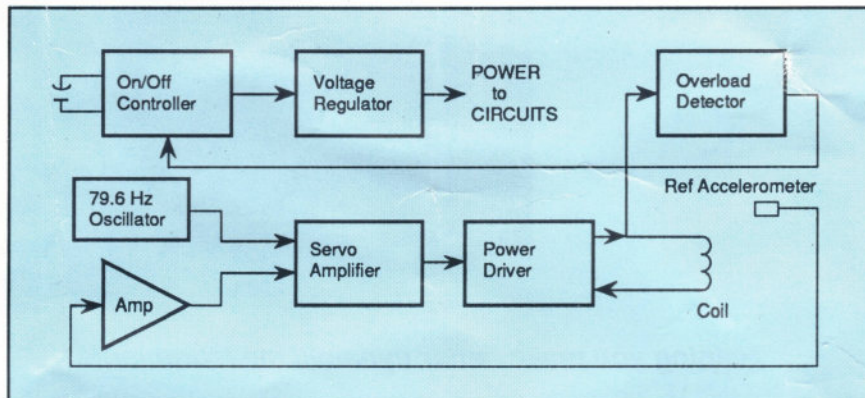 On/Off
Controller
Voltage
Regulator
POWER
to
CIRCUITS
Overload
Detector
Ref Accelerometer
79.6 Hz
Oscillator
Servo
Amplifier
Power
Driver
Amp
Coil